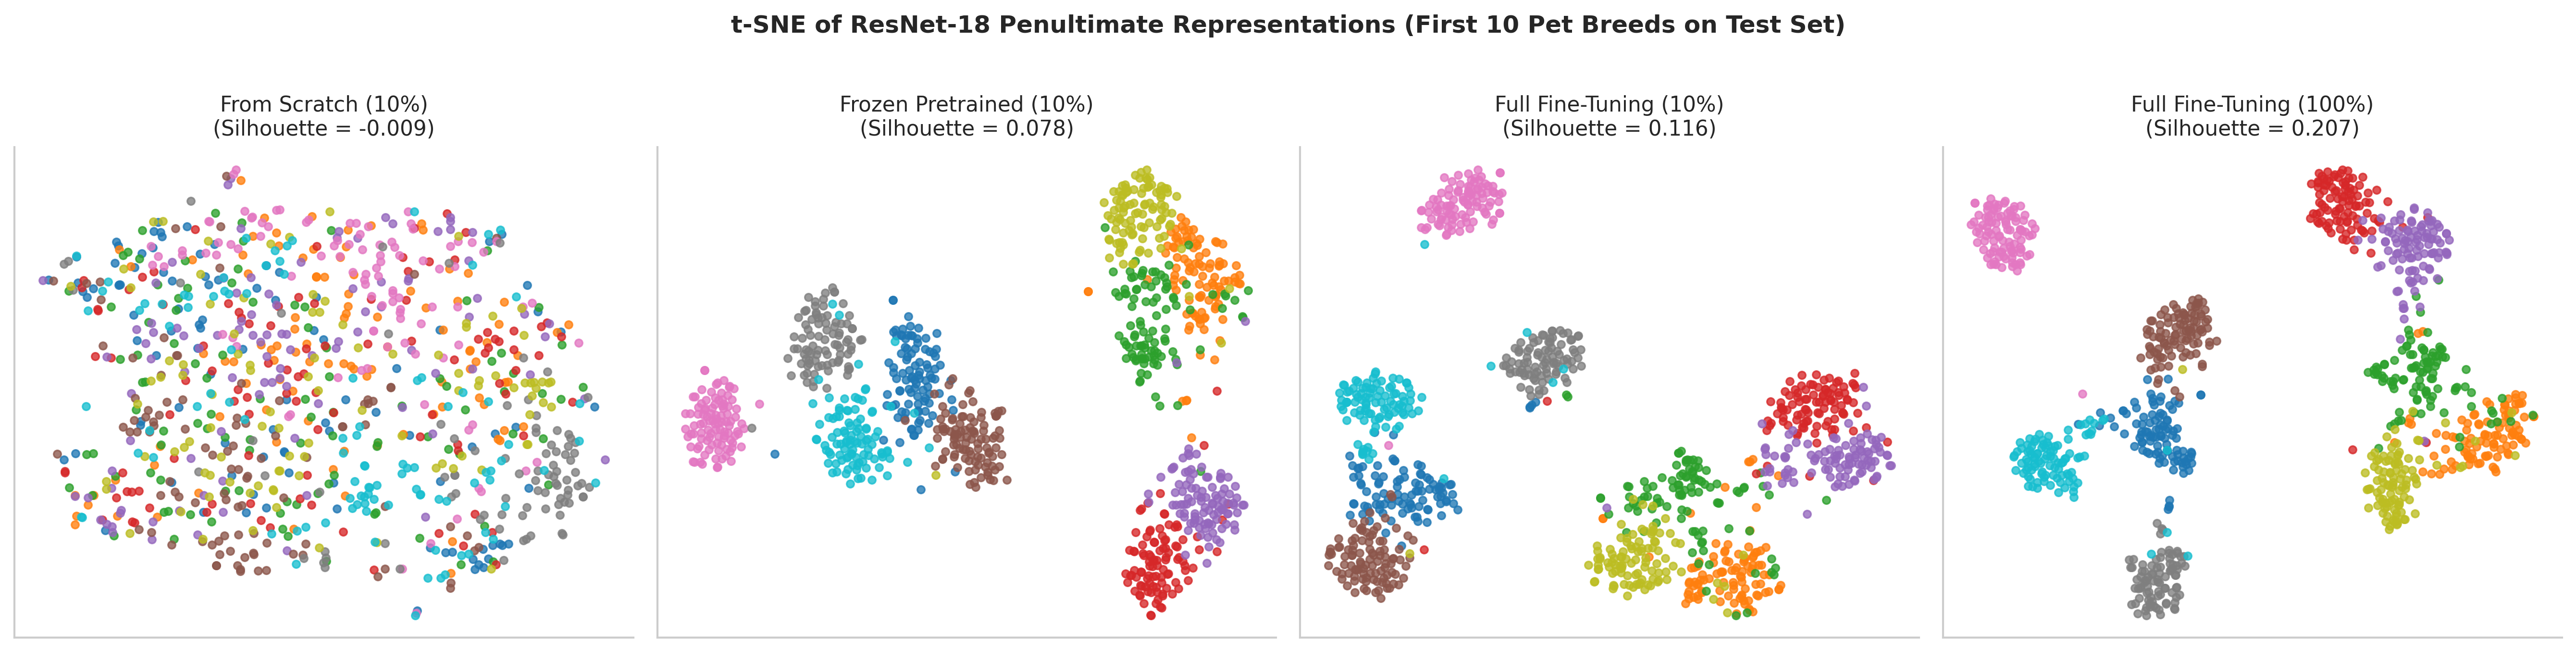 t-SNE of ResNet-18 Penultimate Representations (First 10 Pet Breeds on Test Set)
From Scratch (10%)
(Silhouette = -0.009)
Frozen Pretrained (10%)
(Silhouette = 0.078)
Full Fine-Tuning (10%)
(Silhouette = 0.116)
Full Fine-Tuning (100%)
(Silhouette = 0.207)